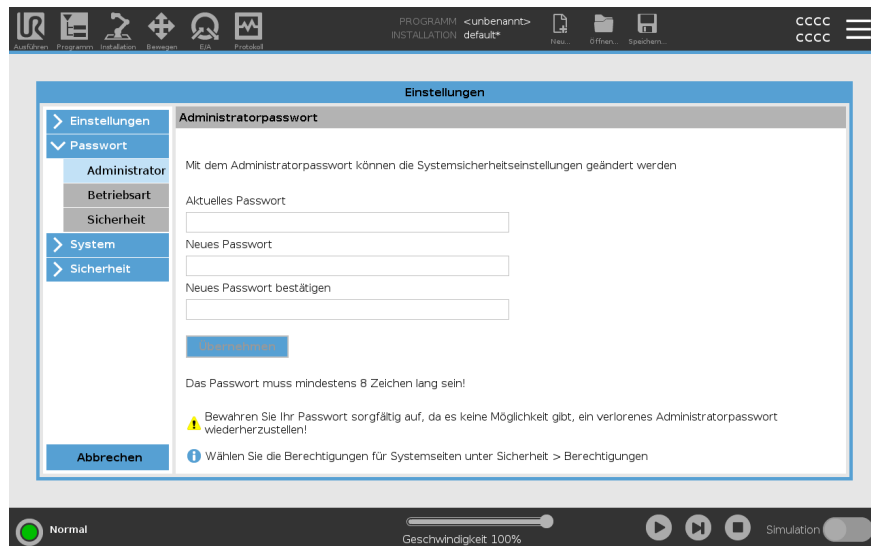 UR
Ausführen Programm Installation Bewegen E/A Protokoll
PROGRAMM <unbenannt>
INSTALLATION default*
Neu... Öffnen... Speichern...
CCCC
CCCC
Einstellungen
Einstellungen
Passwort
Administrator
Betriebsart
Sicherheit
System
Sicherheit
Abbrechen
Administratorpasswort
Mit dem Administratorpasswort können die Systemsicherheitseinstellungen geändert werden
Aktuelles Passwort
Neues Passwort
Neues Passwort bestätigen
Übernehmen
Das Passwort muss mindestens 8 Zeichen lang sein!
Bewahren Sie Ihr Passwort sorgfältig auf, da es keine Möglichkeit gibt, ein verlorenes Administratorpasswort
wiederherzustellen!
Wählen Sie die Berechtigungen für Systemseiten unter Sicherheit > Berechtigungen
Normal
Geschwindigkeit 100%
Simulation